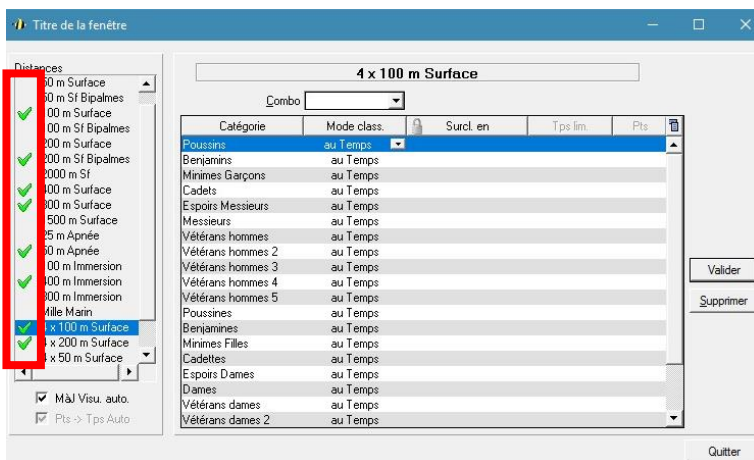 Titre de la fenêtre
Distances
50 m Surface
50 m Sf Bipalmes
100 m Surface
100 m Sf Bipalmes
200 m Surface
200 m Sf Bipalmes
2000 m Sf
400 m Surface
800 m Surface
1500 m Surface
25 m Apnée
50 m Apnée
100 m Immersion
400 m Immersion
800 m Immersion
Mille Marin
4 x 100 m Surface
4 x 200 m Surface
4 x 50 m Surface
MàJ Visu. auto.
Pts -> Tps Auto
4 x 100 m Surface
Combo
Catégorie Mode class. Surcl. en Tps lim. Pts
Poussins au Temps
Benjamins au Temps
Minimes Garçons au Temps
Cadets au Temps
Espoirs Messieurs au Temps
Messieurs au Temps
Vétérans hommes au Temps
Vétérans hommes 2 au Temps
Vétérans hommes 3 au Temps
Vétérans hommes 4 au Temps
Vétérans hommes 5 au Temps
Poussines au Temps
Benjamines au Temps
Minimes Filles au Temps
Cadettes au Temps
Espoirs Dames au Temps
Dames au Temps
Vétérans dames au Temps
Vétérans dames 2 au Temps
Valider
Supprimer
Quitter